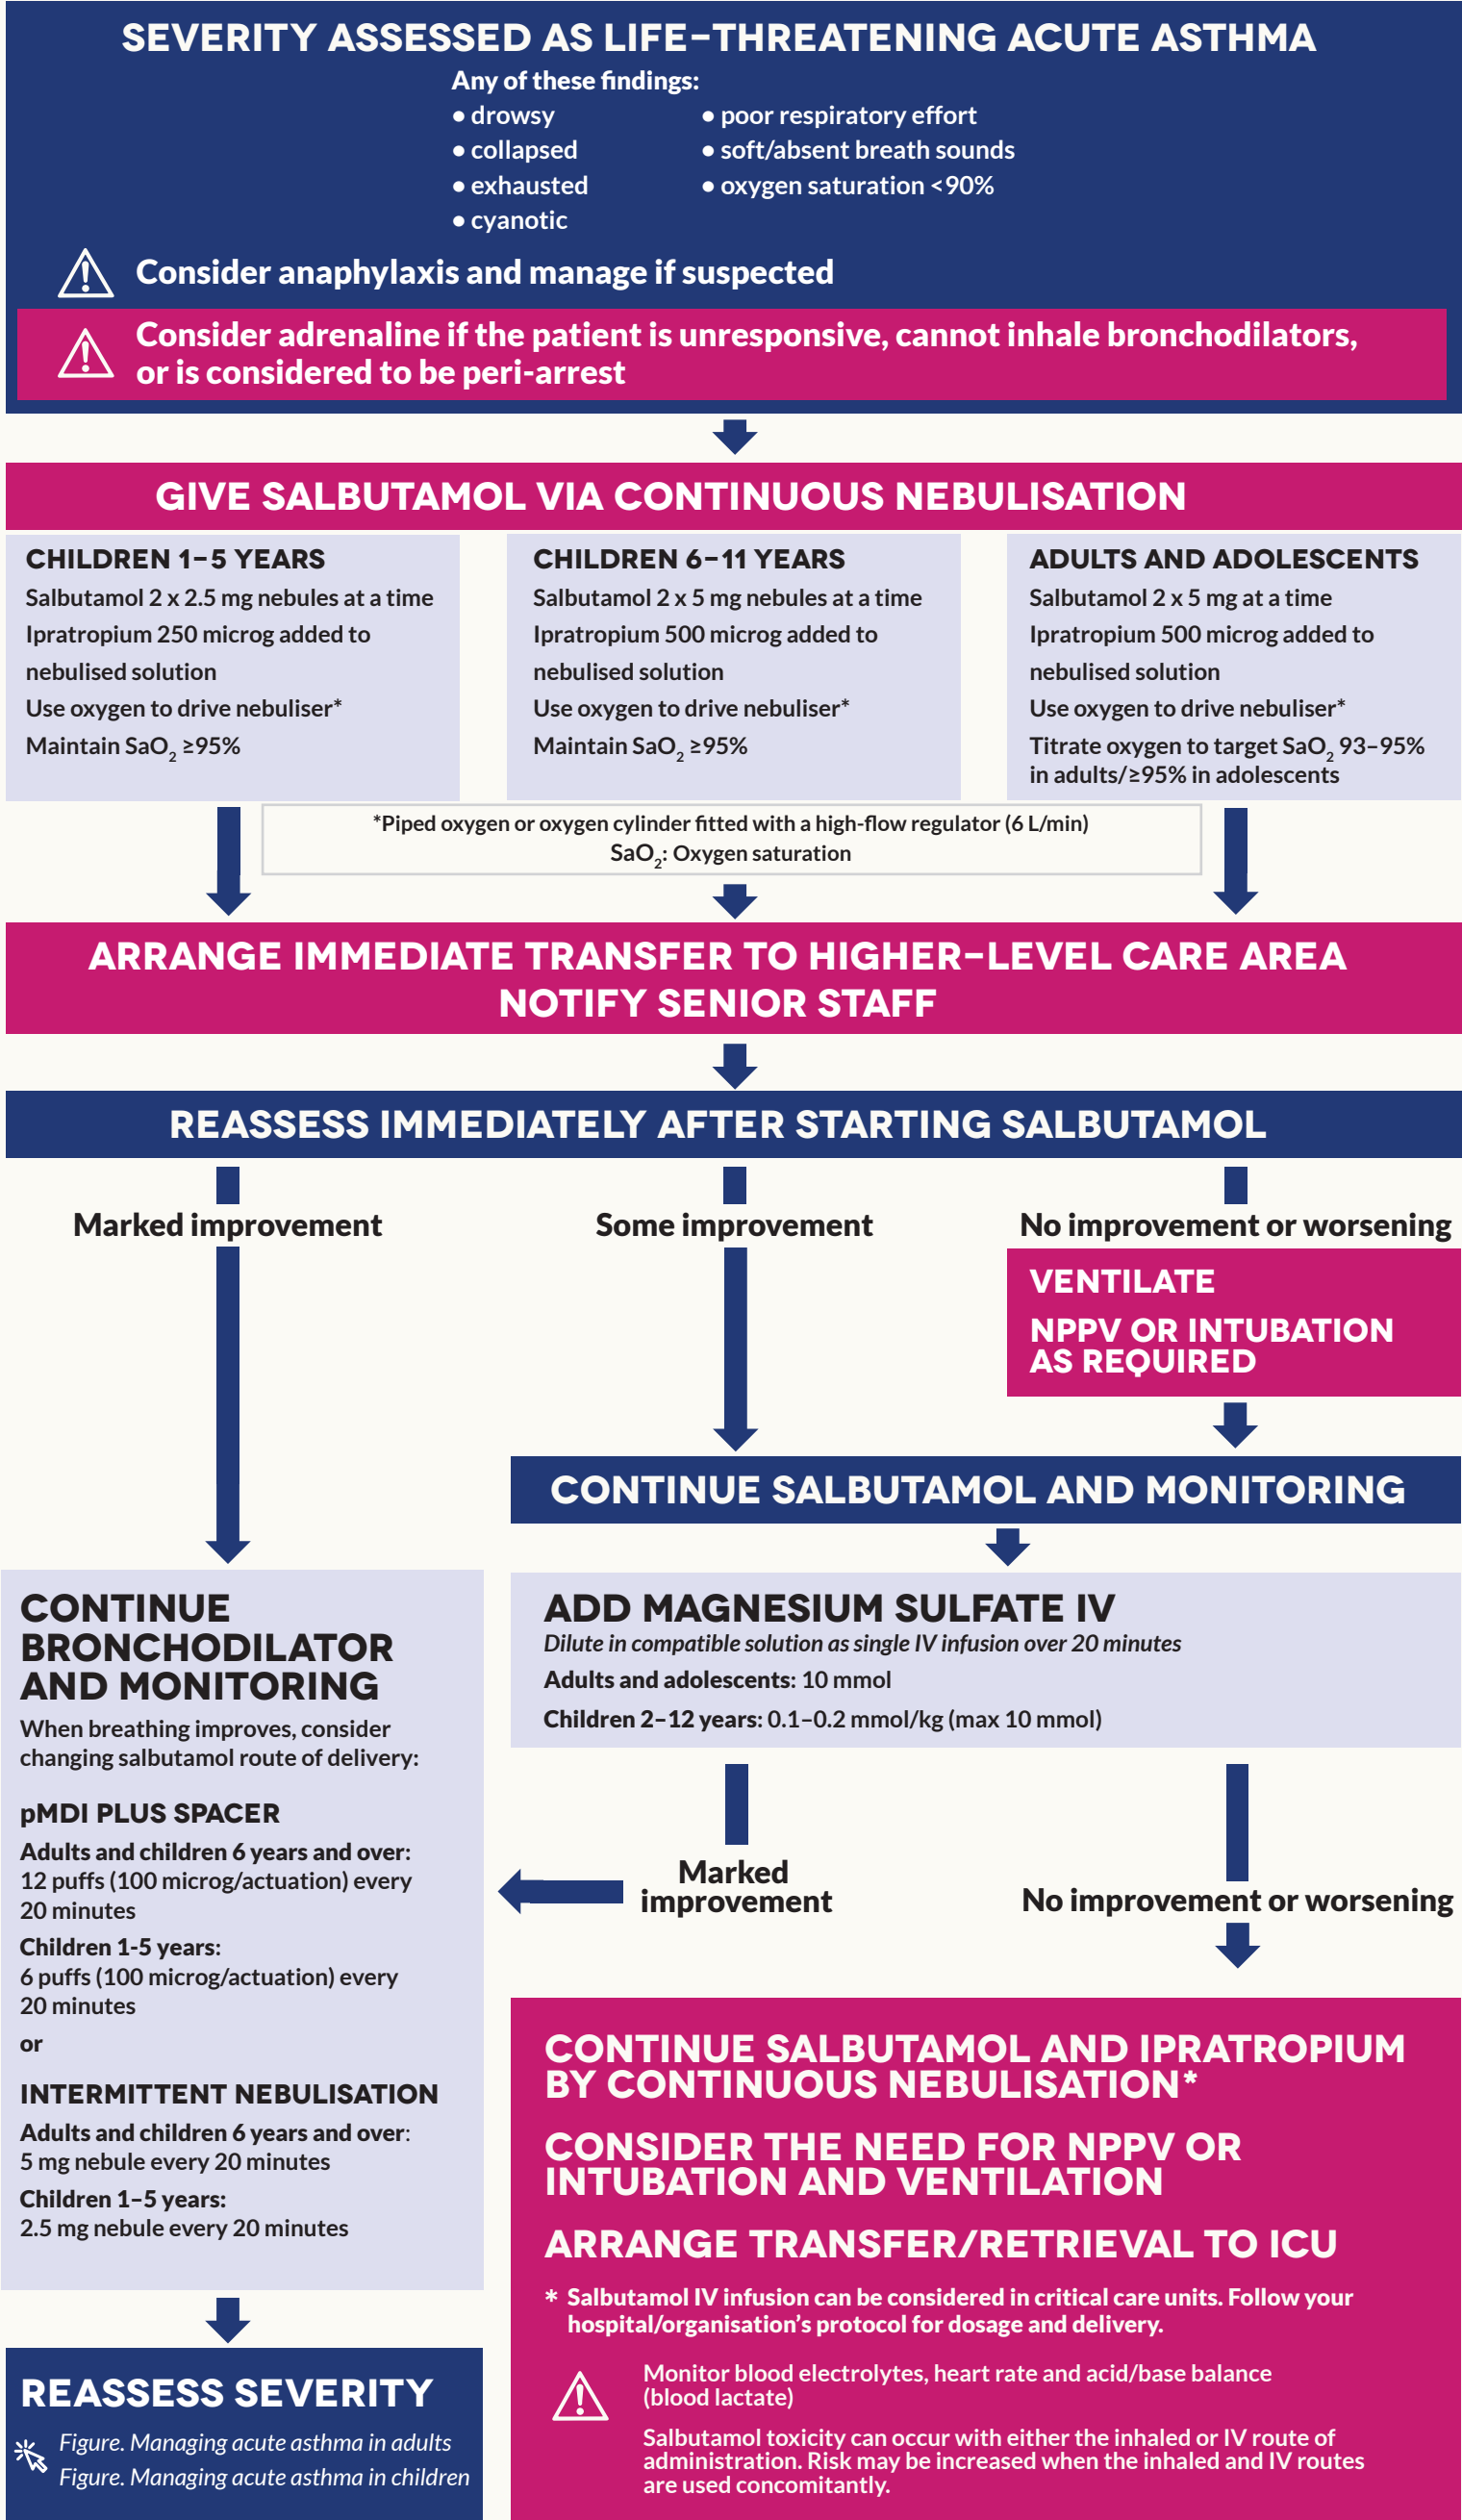 SEVERITY ASSESSED AS LIFE-THREATENING ACUTE ASTHMA
Any of these findings:
• drowsy
• collapsed
• exhausted
• cyanotic
• poor respiratory effort
• soft/absent breath sounds
• oxygen saturation <90%
Consider anaphylaxis and manage if suspected
Consider adrenaline if the patient is unresponsive, cannot inhale bronchodilators,
or is considered to be peri-arrest
GIVE SALBUTAMOL VIA CONTINUOUS NEBULISATION
CHILDREN 1–5 YEARS
Salbutamol 2 x 2.5 mg nebules at a time
Ipratropium 250 microg added to
nebulised solution
Use oxygen to drive nebuliser*
Maintain SaO₂ ≥95%
CHILDREN 6–11 YEARS
Salbutamol 2 x 5 mg nebules at a time
Ipratropium 500 microg added to
nebulised solution
Use oxygen to drive nebuliser*
Maintain SaO₂ ≥95%
ADULTS AND ADOLESCENTS
Salbutamol 2 x 5 mg at a time
Ipratropium 500 microg added to
nebulised solution
Use oxygen to drive nebuliser*
Titrate oxygen to target SaO₂ 93–95%
in adults/≥95% in adolescents
*Piped oxygen or oxygen cylinder fitted with a high-flow regulator (6 L/min)
SaO₂: Oxygen saturation
ARRANGE IMMEDIATE TRANSFER TO HIGHER-LEVEL CARE AREA
NOTIFY SENIOR STAFF
REASSESS IMMEDIATELY AFTER STARTING SALBUTAMOL
Marked improvement
Some improvement
No improvement or worsening
VENTILATE
NPPV OR INTUBATION
AS REQUIRED
CONTINUE SALBUTAMOL AND MONITORING
CONTINUE
BRONCHODILATOR
AND MONITORING
When breathing improves, consider
changing salbutamol route of delivery:
pMDI PLUS SPACER
Adults and children 6 years and over:
12 puffs (100 microg/actuation) every
20 minutes
Children 1-5 years:
6 puffs (100 microg/actuation) every
20 minutes
or
INTERMITTENT NEBULISATION
Adults and children 6 years and over:
5 mg nebule every 20 minutes
Children 1–5 years:
2.5 mg nebule every 20 minutes
ADD MAGNESIUM SULFATE IV
Dilute in compatible solution as single IV infusion over 20 minutes
Adults and adolescents: 10 mmol
Children 2–12 years: 0.1–0.2 mmol/kg (max 10 mmol)
Marked
improvement
No improvement or worsening
CONTINUE SALBUTAMOL AND IPRATROPIUM
BY CONTINUOUS NEBULISATION*
CONSIDER THE NEED FOR NPPV OR
INTUBATION AND VENTILATION
ARRANGE TRANSFER/RETRIEVAL TO ICU
* Salbutamol IV infusion can be considered in critical care units. Follow your
hospital/organisation's protocol for dosage and delivery.
Monitor blood electrolytes, heart rate and acid/base balance
(blood lactate)
Salbutamol toxicity can occur with either the inhaled or IV route of
administration. Risk may be increased when the inhaled and IV routes
are used concomitantly.
REASSESS SEVERITY
Figure. Managing acute asthma in adults
Figure. Managing acute asthma in children